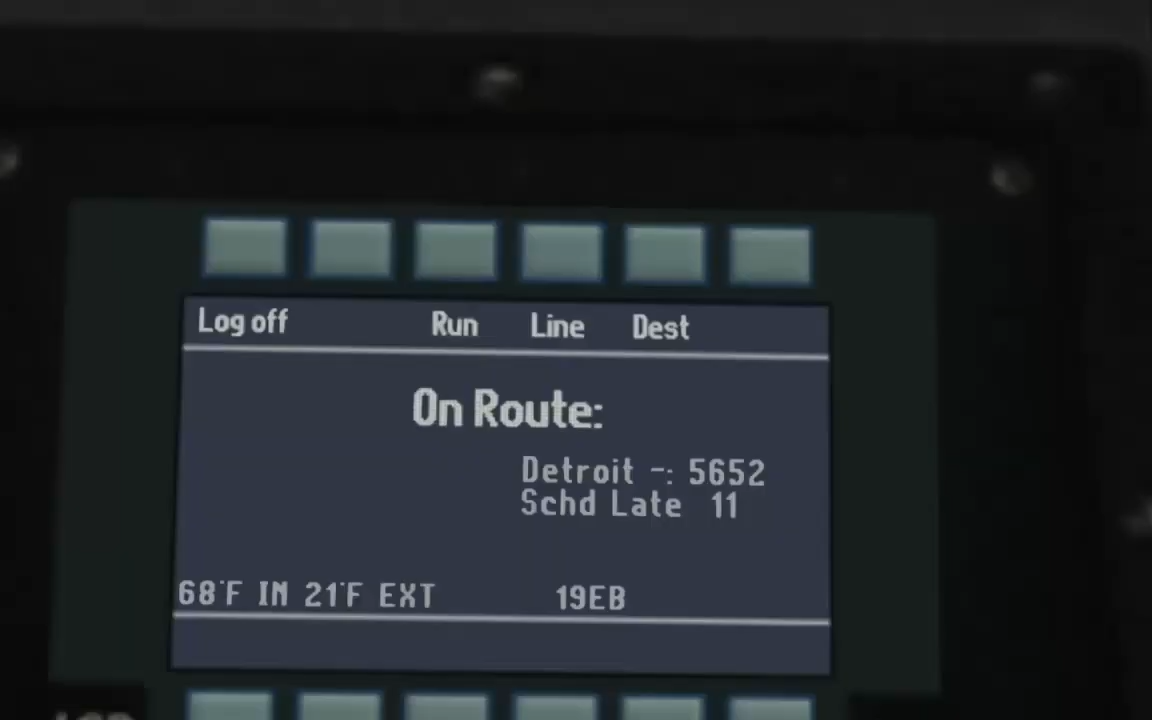 Log off Run Line Dest
On Route:
Detroit -: 5652
Schd Late 11
68°F IN 21°F EXT 19EB